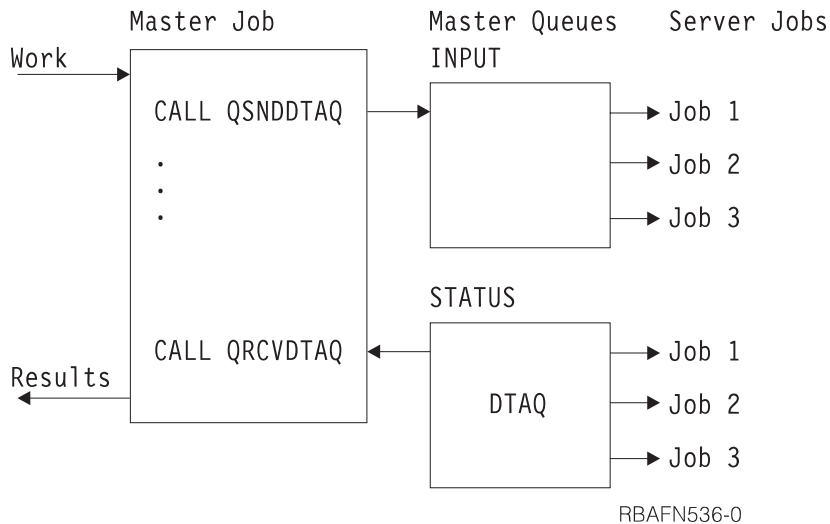 Master Job
Master Queues
Server Jobs
Work
INPUT
CALL QSNDDTAQ
Job 1
.
Job 2
.
.
Job 3
STATUS
CALL QRCVDTAQ
Job 1
Results
DTAQ
Job 2
Job 3
RBAFN536-0